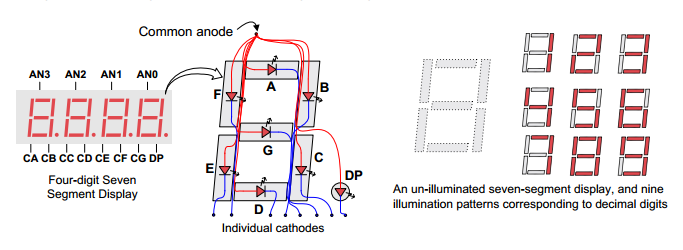 Common anode
AN3 AN2 AN1 AN0
CA CB CC CD CE CF CG DP
Four-digit Seven
Segment Display
A
F
B
G
E
C
D
DP
Individual cathodes
An un-illuminated seven-segment display, and nine
illumination patterns corresponding to decimal digits